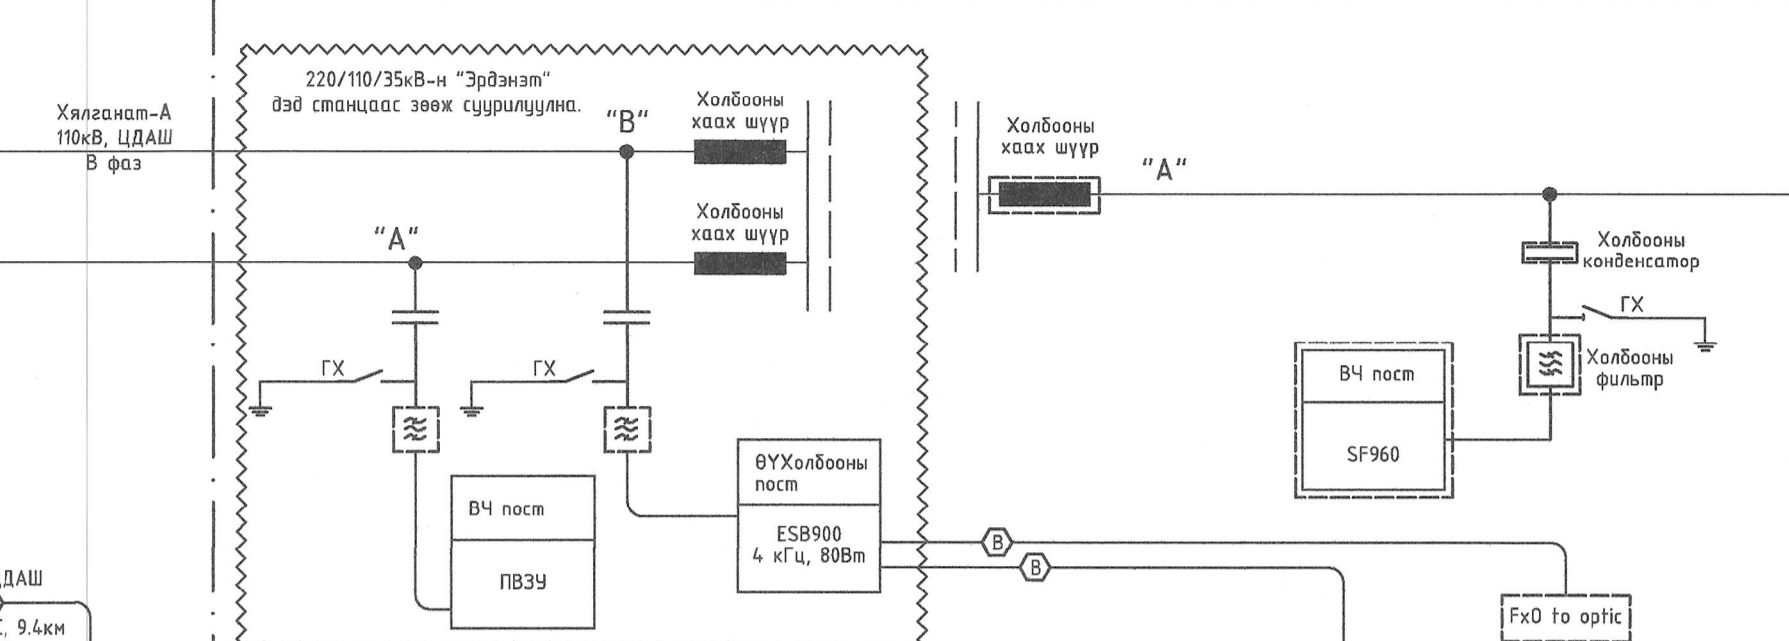 220/110/35кВ-н "Эрдэнэт"
дэд станцаас зөөж суурилуулна.
Хялганат-А
110кВ, ЦДАШ
В фаз
"В"
Холбооны
хаах шүүр
"А"
Холбооны
хаах шүүр
Холбооны
хаах шүүр
"А"
Холбооны
конденсатор
ГХ
Холбооны
фильтр
ВЧ пост
SF960
ГХ
ГХ
ВЧ пост
ПВЗУ
ӨҮХолбооны
пост
ESB900
4 кГц, 80Вт
В
В
FxO to optic
ДАШ
, 9.4км